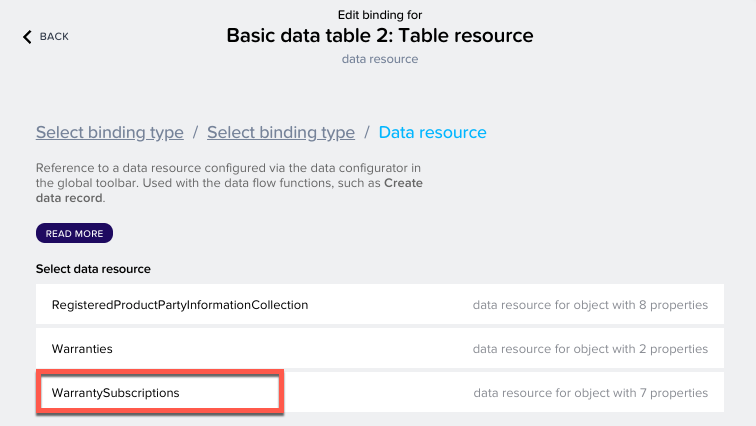 Edit binding for
BACK
Basic data table 2: Table resource
data resource
Select binding type / Select binding type / Data resource
Reference to a data resource configured via the data configurator in
the global toolbar. Used with the data flow functions, such as Create
data record.
READ MORE
Select data resource
RegisteredProductPartyInformationCollection data resource for object with 8 properties
Warranties data resource for object with 2 properties
WarrantySubscriptions data resource for object with 7 properties